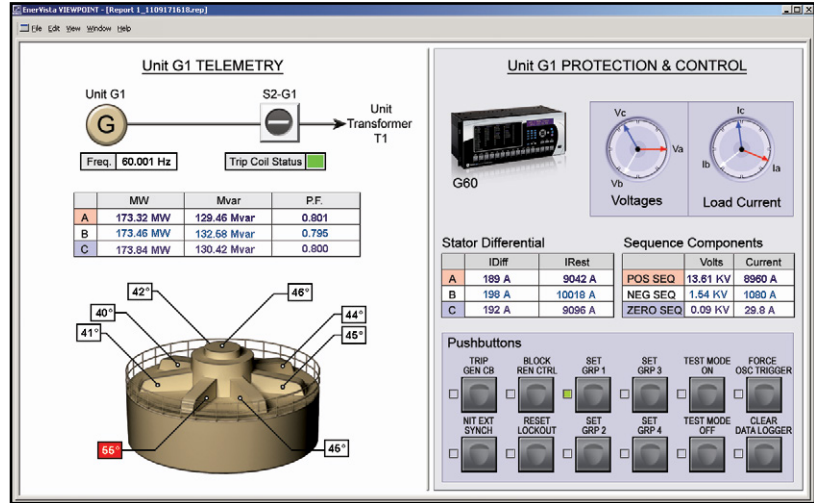 EnerVista VIEWPOINT - [Report 1_1109171618.rep]
File Edit View Window Help
Unit G1 TELEMETRY
Unit G1
S2-G1
G
Unit
Transformer
T1
Freq. 60.001 Hz
Trip Coil Status
MW Mvar P.F.
A 173.32 MW 129.46 Mvar 0.801
B 173.46 MW 132.58 Mvar 0.795
C 173.84 MW 130.42 Mvar 0.800
42°
46°
40°
44°
41°
45°
55°
46°
Unit G1 PROTECTION & CONTROL
G60
Vc
Va
Vb
Voltages
Ic
Ib
Ia
Load Current
Stator Differential
IDiff IRest
A 189 A 9042 A
B 198 A 10018 A
C 192 A 9096 A
Sequence Components
Volts Current
POS SEQ 13.61 KV 8960 A
NEG SEQ 1.54 KV 1080 A
ZERO SEQ 0.09 KV 29.8 A
Pushbuttons
TRIP GEN CB
BLOCK REN CTRL
SET GRP 1
SET GRP 3
TEST MODE ON
FORCE OSC TRIGGER
NIT EXT SYNCH
RESET LOCKOUT
SET GRP 2
SET GRP 4
TEST MODE OFF
CLEAR DATA LOGGER